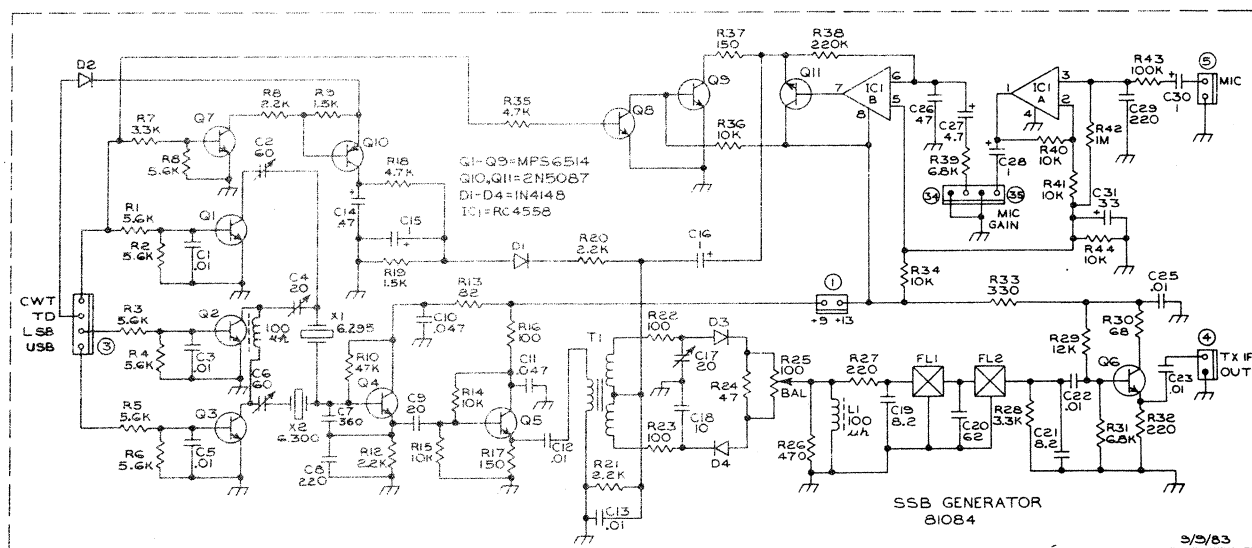 D2
R7
3.3K
Q7
R8
5.6K
R8
2.2K
R9
1.5K
C2
60
Q10
R18
4.7K
C14
.47
C15
1
R19
1.5K
R35
4.7K
Q8
Q9
R37
150
R38
220K
Q11
R36
10K
7
IC1
B
6
5
8
C26
47
C27
4.7
R39
6.8K
C28
1
34
35
MIC
GAIN
1
IC1
A
3
2
4
R40
10K
R41
10K
R42
1M
R43
100K
C29
220
C30
1
5
MIC
C31
33
R44
10K
Q1-Q9=MPS6514
Q10,Q11=2N5087
D1-D4=1N4148
IC1=RC4558
R1
5.6K
R2
5.6K
Q1
C1
.01
CWT
TD
LSB
USB
3
R3
5.6K
R4
5.6K
Q2
C3
.01
100
μh
C4
20
X1
6.295
C6
60
X2
6.300
R5
5.6K
R6
5.6K
Q3
C5
.01
R10
47K
Q4
C7
360
C8
220
R12
2.2K
C9
20
C10
.047
R13
82
R14
10K
R15
10K
R16
100
C11
.047
Q5
R17
150
C12
.01
D1
R20
2.2K
C16
1
T1
R21
2.2K
C13
.01
R22
100
R23
100
C17
20
C18
10
D3
D4
R24
47
R25
100
BAL
1
+9 +13
R34
10K
R33
330
R26
470
R27
220
L1
100
μh
C19
8.2
FL1
C20
62
FL2
R28
3.3K
C21
8.2
C22
.01
R29
12K
R30
68
R31
6.8K
Q6
C23
.01
R32
220
C25
.01
4
TX IF
OUT
SSB GENERATOR
81084
9/9/83